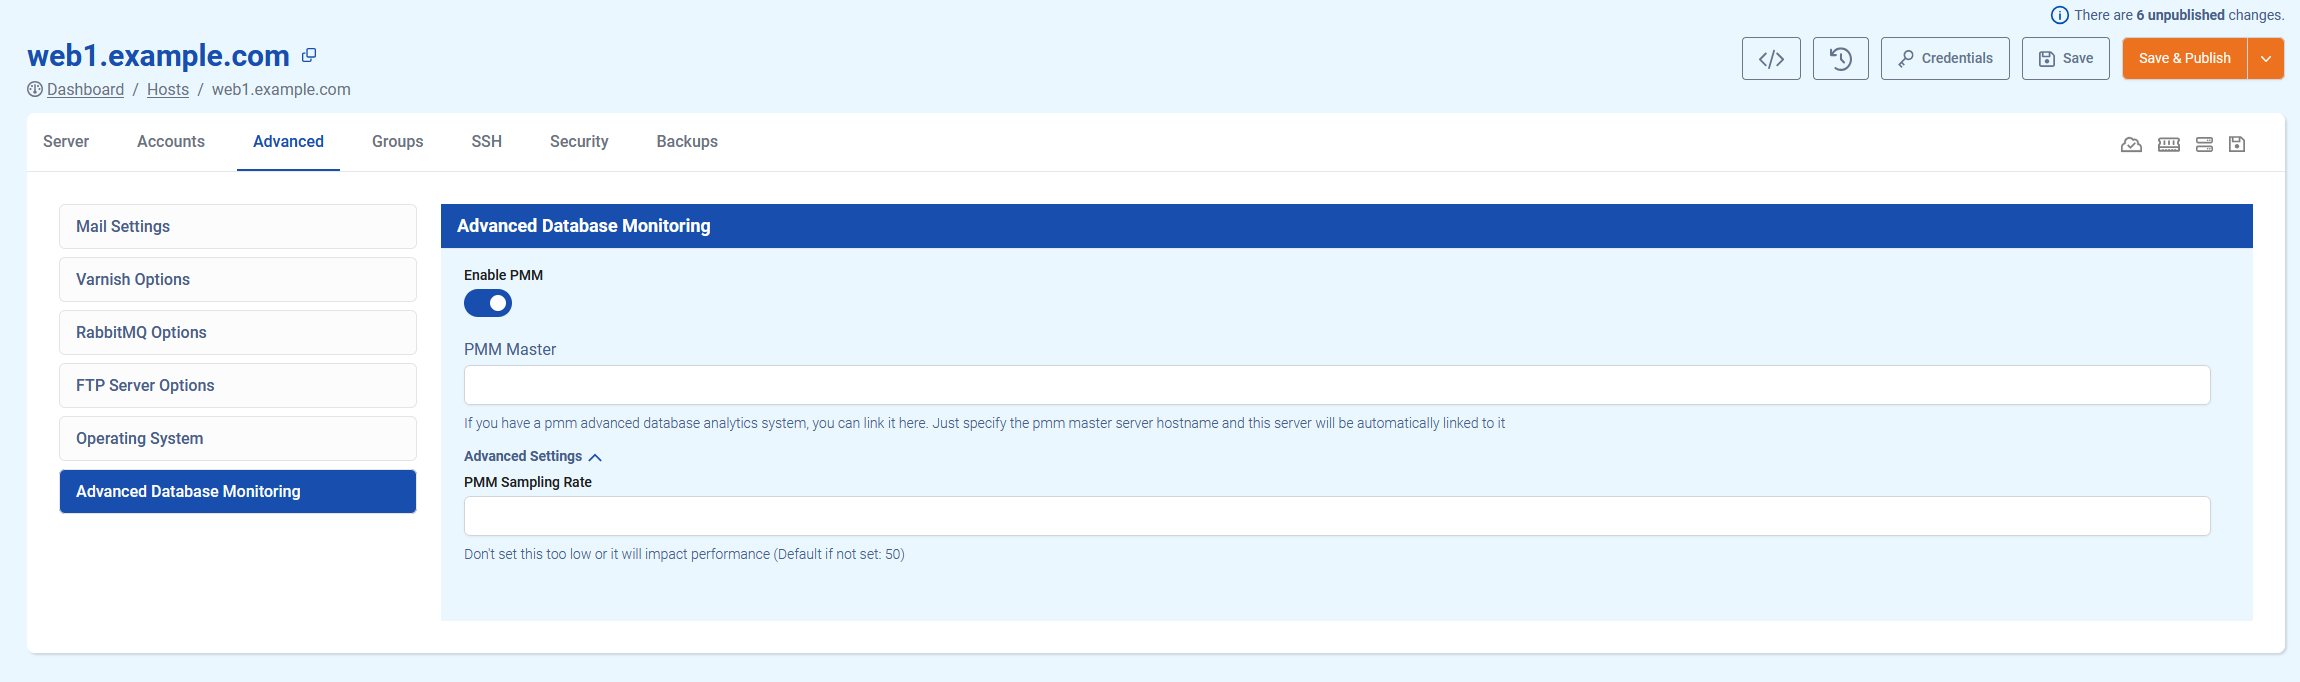 There are 6 unpublished changes.
web1.example.com
Dashboard / Hosts / web1.example.com
Credentials
Save
Save & Publish
Server
Accounts
Advanced
Groups
SSH
Security
Backups
Mail Settings
Varnish Options
RabbitMQ Options
FTP Server Options
Operating System
Advanced Database Monitoring
Advanced Database Monitoring
Enable PMM
PMM Master
If you have a pmm advanced database analytics system, you can link it here. Just specify the pmm master server hostname and this server will be automatically linked to it
Advanced Settings
PMM Sampling Rate
Don't set this too low or it will impact performance (Default if not set: 50)